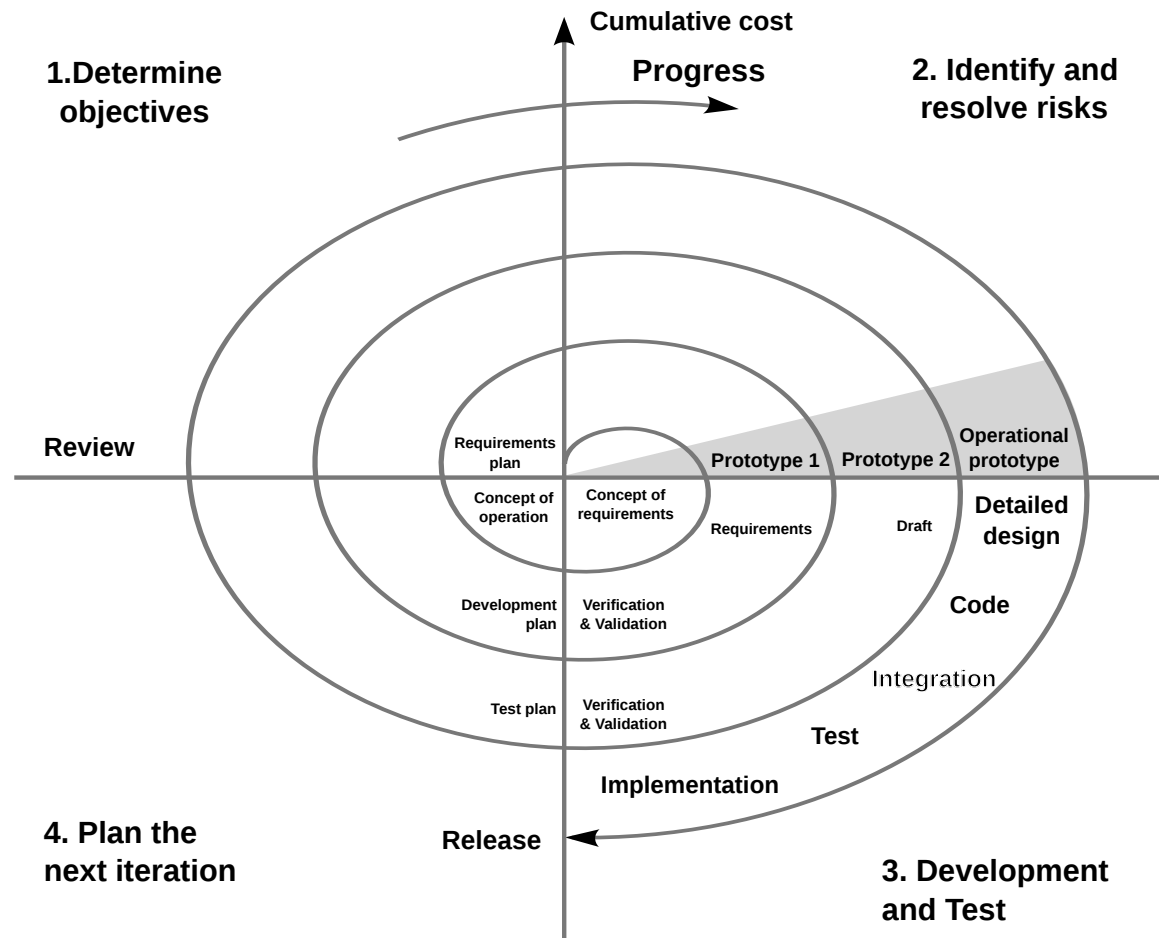 Cumulative cost
Progress
1.Determine
objectives
2. Identify and
resolve risks
Review
Requirements
plan
Prototype 1
Prototype 2
Operational
prototype
Concept of
operation
Concept of
requirements
Requirements
Draft
Detailed
design
Development
plan
Verification
& Validation
Code
Integration
Test plan
Verification
& Validation
Test
Implementation
Release
4. Plan the
next iteration
3. Development
and Test